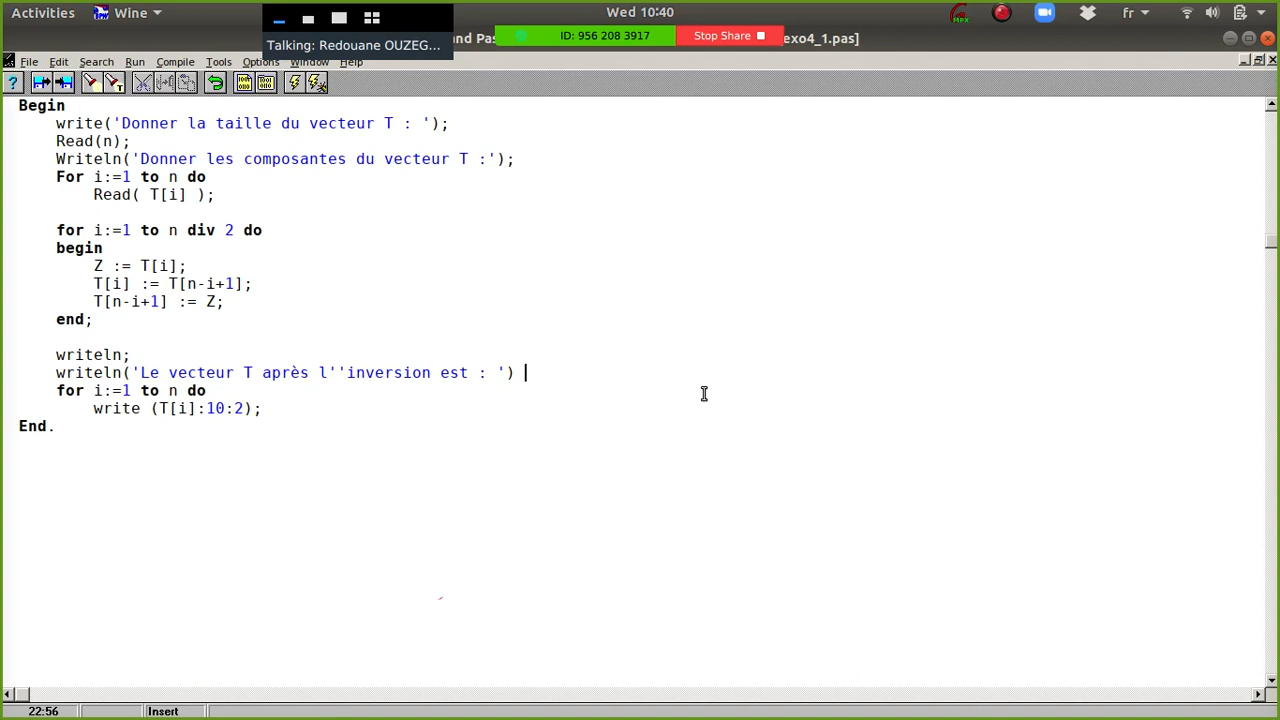 Activities Wine Wed 10:40 fr
Talking: Redouane OUZEG...
ID: 956 208 3917 Stop Share
and Pas exo4_1.pas]
File Edit Search Run Compile Tools Options Window Help
Begin
write('Donner la taille du vecteur T : ');
Read(n);
Writeln('Donner les composantes du vecteur T :');
For i:=1 to n do
Read( T[i] );
for i:=1 to n div 2 do
begin
Z := T[i];
T[i] := T[n-i+1];
T[n-i+1] := Z;
end;
writeln;
writeln('Le vecteur T après l''inversion est : ')
for i:=1 to n do
write (T[i]:10:2);
End.
22:56 Insert